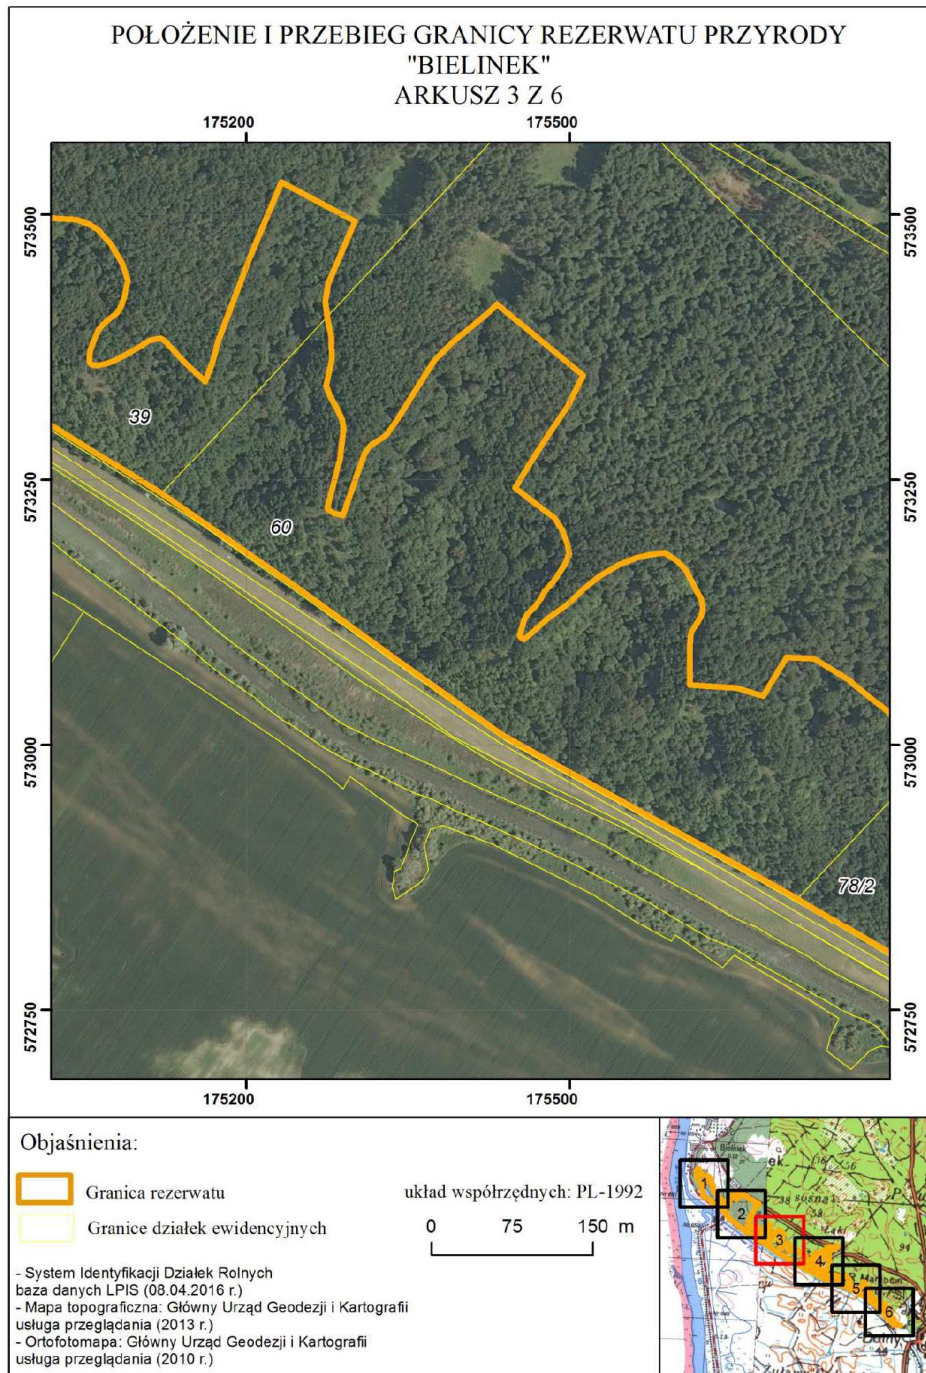 POŁOŻENIE I PRZEBIEG GRANICY REZERWATU PRZYRODY
"BIELINEK"
ARKUSZ 3 Z 6
175200 175500
573500 573500
39
573250 573250
60
573000 573000
78/2
572750 572750
175200 175500
Objaśnienia:
Granica rezerwatu
Granice działek ewidencyjnych
układ współrzędnych: PL-1992
0 75 150 m
- System Identyfikacji Działek Rolnych
baza danych LPIS (08.04.2016 r.)
- Mapa topograficzna: Główny Urząd Geodezji i Kartografii
usługa przeglądania (2013 r.)
- Ortofotomapa: Główny Urząd Geodezji i Kartografii
usługa przeglądania (2010 r.)
Bielinek
1
2
3
4
5
6
94